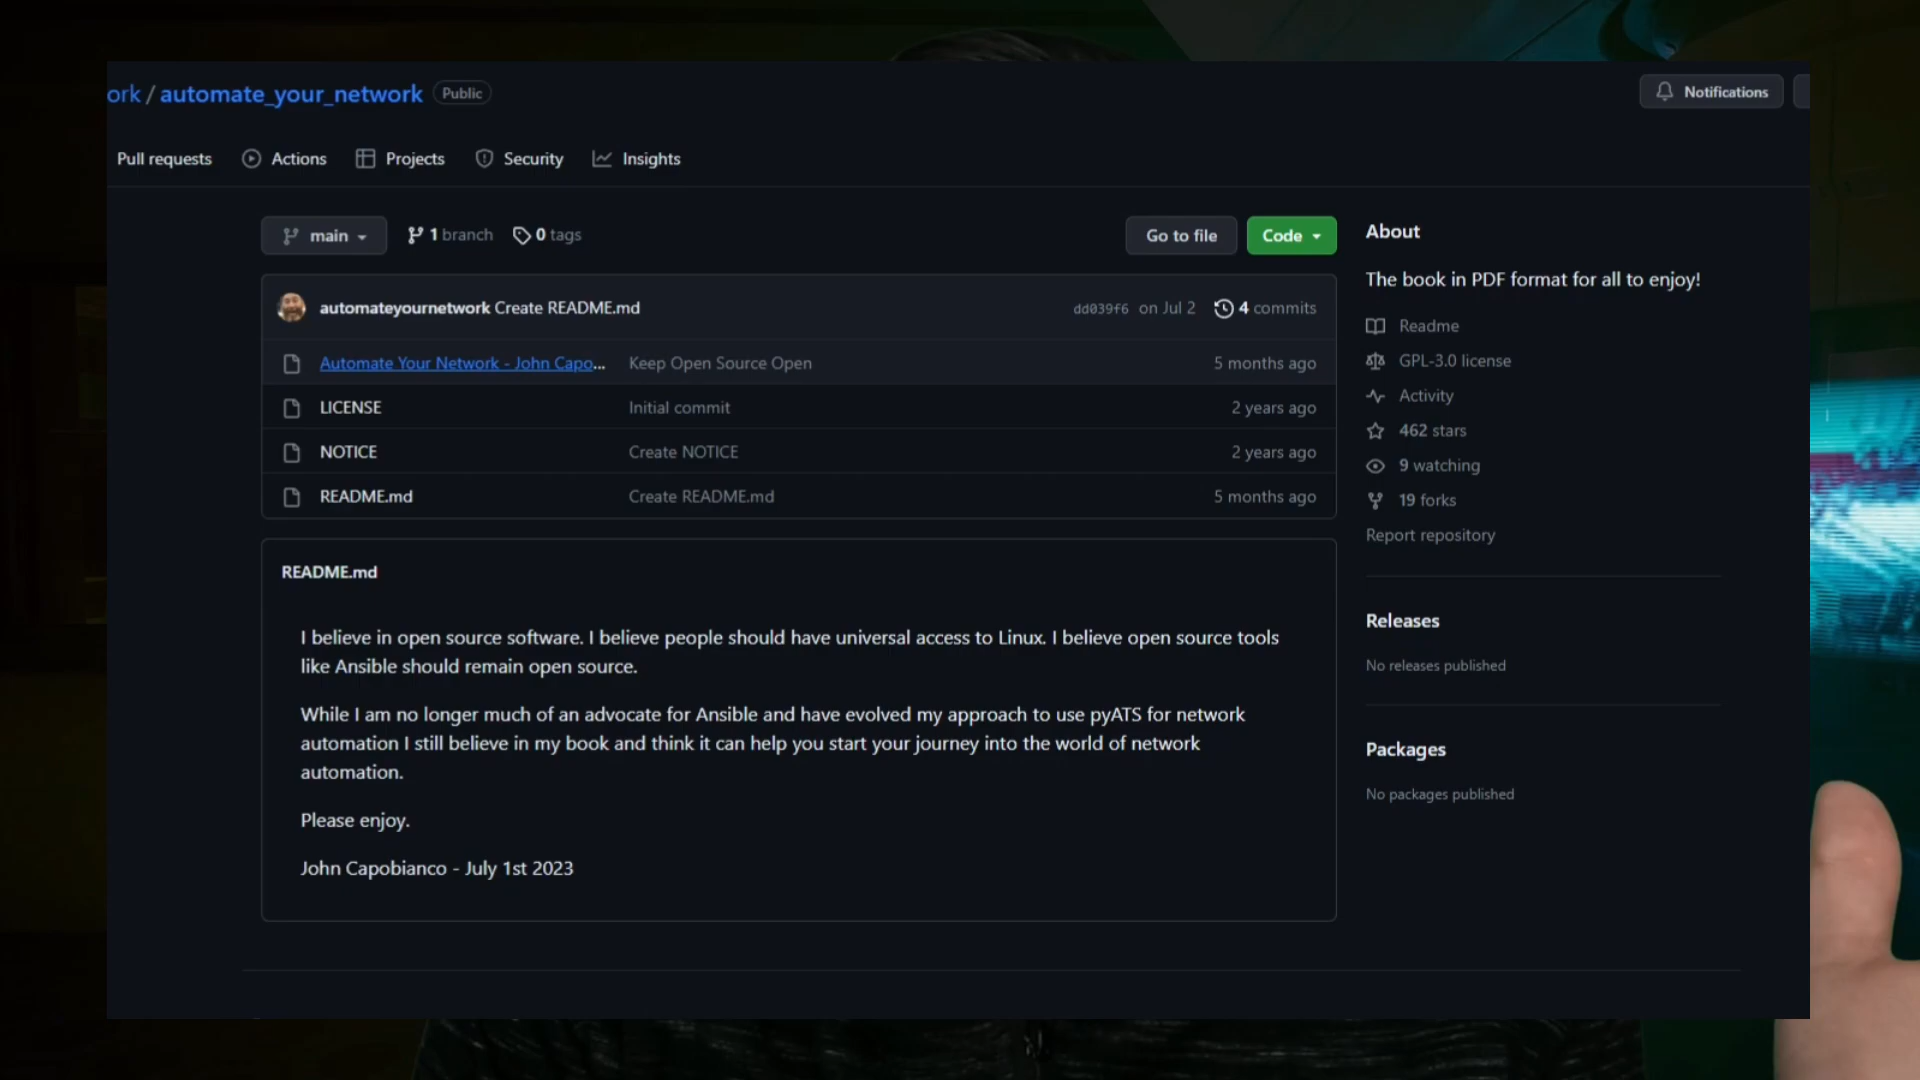 ork / automate_your_network Public
Notifications
Pull requests Actions Projects Security Insights
main 1 branch 0 tags Go to file Code
automateyournetwork Create README.md dd039f6 on Jul 2 4 commits
Automate Your Network - John Capo... Keep Open Source Open 5 months ago
LICENSE Initial commit 2 years ago
NOTICE Create NOTICE 2 years ago
README.md Create README.md 5 months ago
README.md
I believe in open source software. I believe people should have universal access to Linux. I believe open source tools
like Ansible should remain open source.
While I am no longer much of an advocate for Ansible and have evolved my approach to use pyATS for network
automation I still believe in my book and think it can help you start your journey into the world of network
automation.
Please enjoy.
John Capobianco - July 1st 2023
About
The book in PDF format for all to enjoy!
Readme
GPL-3.0 license
Activity
462 stars
9 watching
19 forks
Report repository
Releases
No releases published
Packages
No packages published